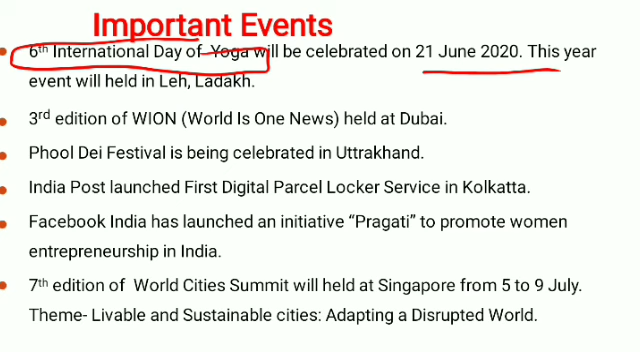 Important Events
6th International Day of Yoga will be celebrated on 21 June 2020. This year
event will held in Leh, Ladakh.
3rd edition of WION (World Is One News) held at Dubai.
Phool Dei Festival is being celebrated in Uttrakhand.
India Post launched First Digital Parcel Locker Service in Kolkatta.
Facebook India has launched an initiative “Pragati” to promote women
entrepreneurship in India.
7th edition of World Cities Summit will held at Singapore from 5 to 9 July.
Theme- Livable and Sustainable cities: Adapting a Disrupted World.